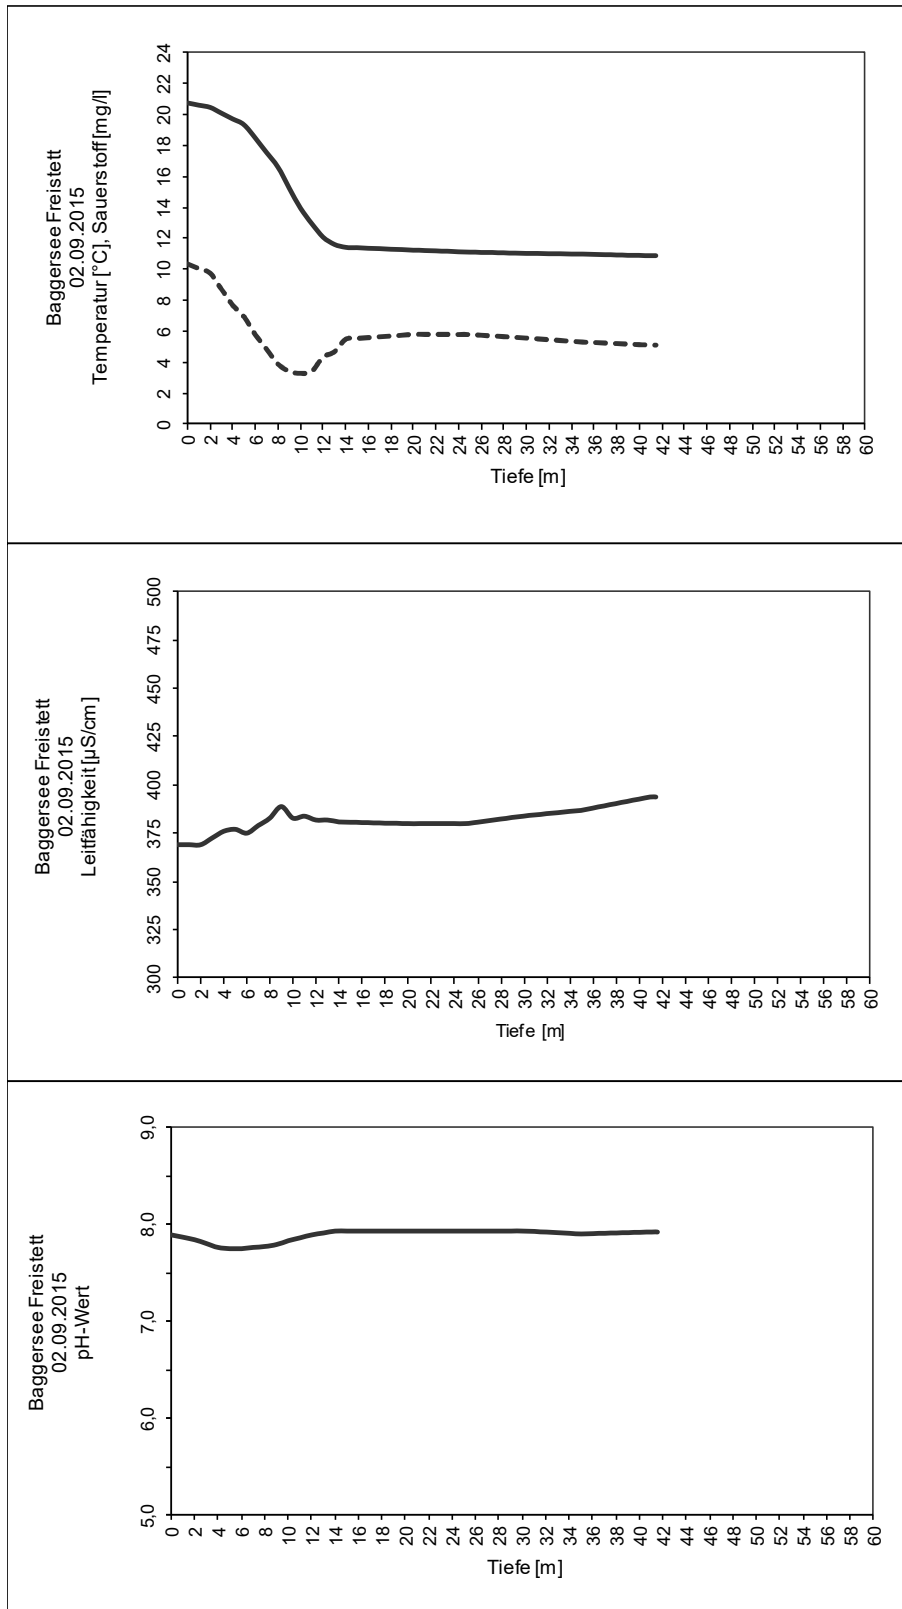 Baggersee Freistett
02.09.2015
Temperatur [°C], Sauerstoff [mg/l]
24
22
20
18
16
14
12
10
8
6
4
2
0
0 2 4 6 8 10 12 14 16 18 20 22 24 26 28 30 32 34 36 38 40 42 44 46 48 50 52 54 56 58 60
Tiefe [m]
Baggersee Freistett
02.09.2015
Leitfähigkeit [µS/cm]
500
475
450
425
400
375
350
325
300
0 2 4 6 8 10 12 14 16 18 20 22 24 26 28 30 32 34 36 38 40 42 44 46 48 50 52 54 56 58 60
Tiefe [m]
Baggersee Freistett
02.09.2015
pH-Wert
9,0
8,0
7,0
6,0
5,0
0 2 4 6 8 10 12 14 16 18 20 22 24 26 28 30 32 34 36 38 40 42 44 46 48 50 52 54 56 58 60
Tiefe [m]